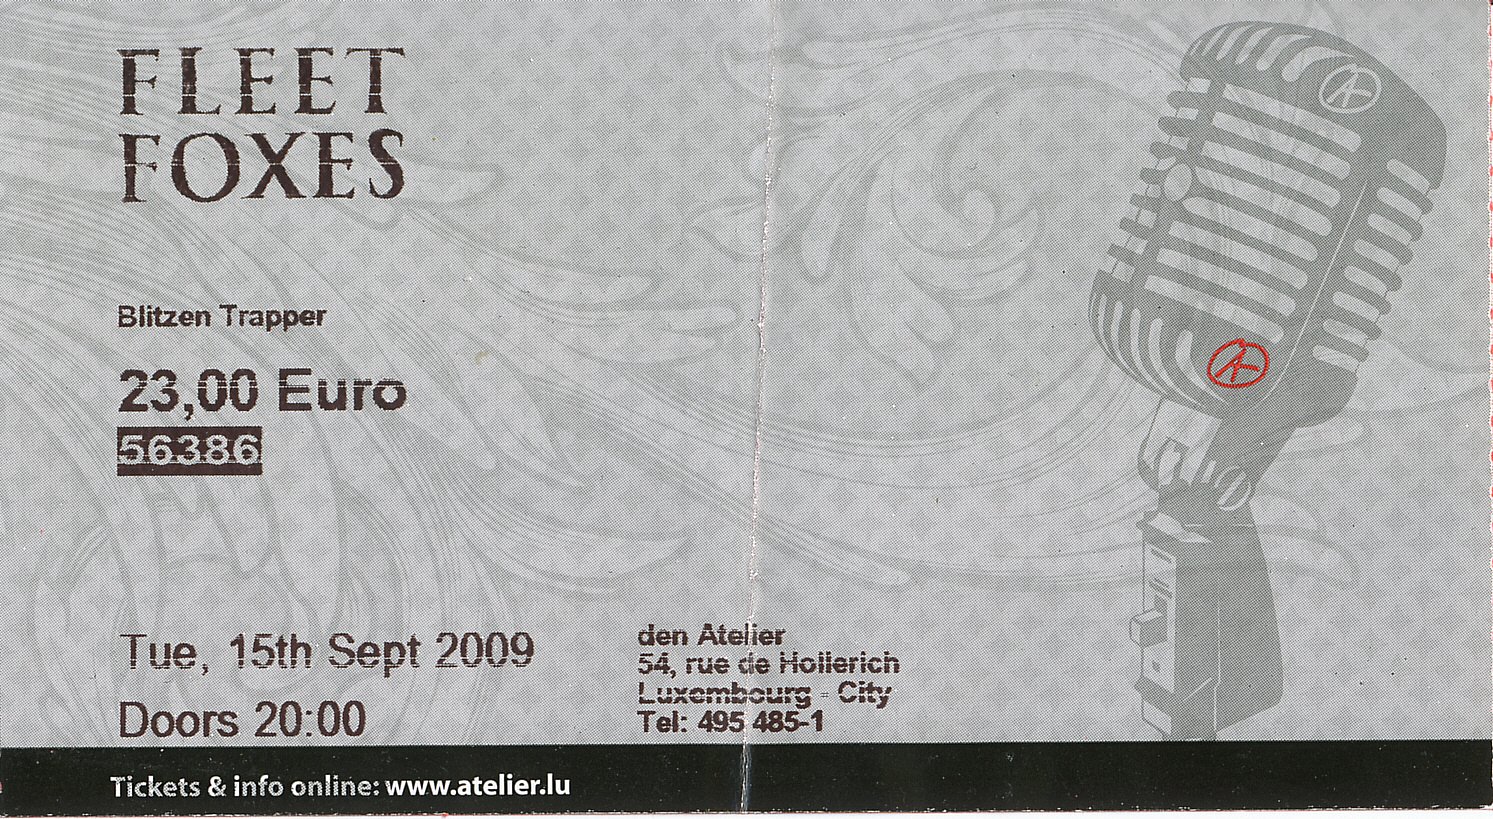 FLEET
FOXES
Blitzen Trapper
23,00 Euro
56386
Tue, 15th Sept 2009
Doors 20:00
den Atelier
54, rue de Hollerich
Luxembourg - City
Tel: 495 485-1
Tickets & info online: www.atelier.lu